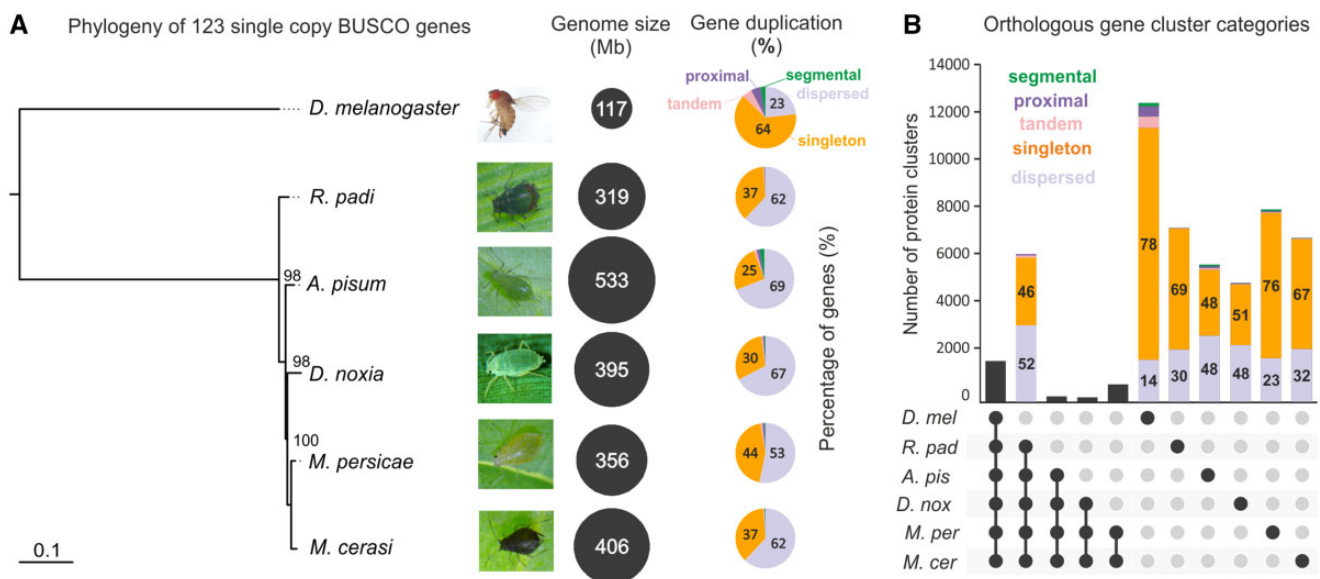 A Phylogeny of 123 single copy BUSCO genes
Genome size
(Mb)
Gene duplication
(%)
D. melanogaster
R. padi
A. pisum
D. noxia
M. persicae
M. cerasi
98
98
100
0.1
117
319
533
395
356
406
proximal
segmental
tandem
dispersed
singleton
23
64
37
62
25
69
30
67
44
53
37
62
Percentage of genes (%)
B Orthologous gene cluster categories
Number of protein clusters
14000
12000
10000
8000
6000
4000
2000
0
segmental
proximal
tandem
singleton
dispersed
46
52
78
14
69
30
48
48
51
48
76
23
67
32
D. mel
R. pad
A. pis
D. nox
M. per
M. cer